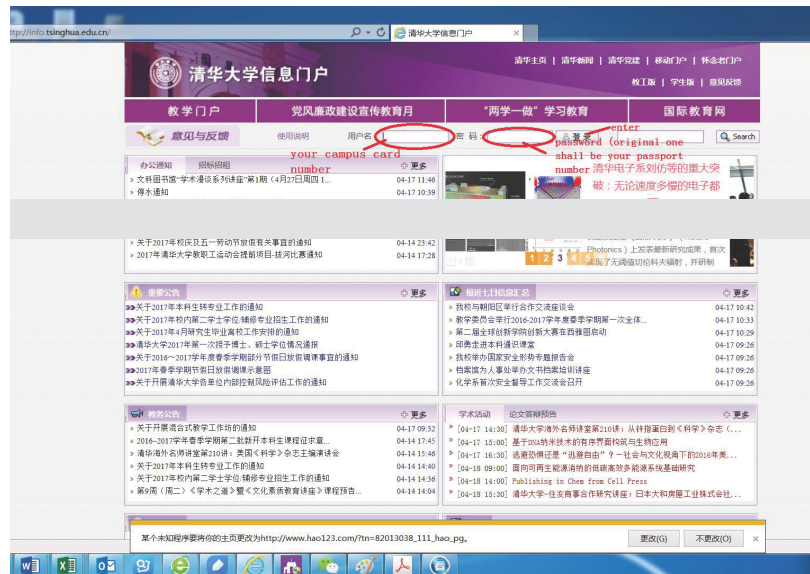 ttp://info.tsinghua.edu.cn/
清华大学信息门户
清华大学信息门户
清华主页 | 清华新闻 | 清华党建 | 移动门户 | 怀念老门户
教工版 | 学生版 | 意见反馈
教学门户 党风廉政建设宣传教育月 “两学一做”学习教育 国际教育网
意见与反馈 使用说明 用户名 密 码: 登录 Search
your campus card
number
enter
password (original one
shall be your passport
number
办公通知 招标招租 更多
» 文科图书馆“学术漫谈系列讲座”第1期（4月27日周四 1... 04-17 11:46
» 停水通知 04-17 10:39
» 关于2017年校庆及五一劳动节放假有关事宜的通知 04-14 23:42
» 2017年清华大学教职工运动会提前项目-拔河比赛通知 04-14 17:28
清华电子系刘仿等的重大突
破：无论速度多慢的电子都
Photonics）上发表最新研究成果，首次
实现了无阈值切伦科夫辐射，并研制
1 2 3 4
重要公告 更多
»»关于2017年本科生转专业工作的通知
»»关于2017年校内第二学士学位/辅修专业招生工作的通知
»»关于2017年4月研究生毕业离校工作安排的通知
»»清华大学2017年第一次授予博士、硕士学位情况通报
»»关于2016～2017学年度春季学期部分节假日放假调课事宜的通知
»»2017年春季学期节假日放假调课示意图
»»关于开展清华大学各单位内部控制风险评估工作的通知
最近七日信息汇总 更多
» 我校与朝阳区举行合作交流座谈会 04-17 10:42
» 教学委员会举行2016-2017学年度春季学期第一次全体... 04-17 10:33
» 第二届全球创新学院创新大赛在西雅图启动 04-17 10:29
» 邱勇走进本科通识课堂 04-17 09:26
» 我校举办国家安全形势专题报告会 04-17 09:26
» 档案馆为人事处举办文书档案培训讲座 04-17 09:26
» 化学系首次安全督导工作交流会召开 04-17 09:26
教务公告 更多
» 关于开展混合式教学工作坊的通知 04-17 09:32
» 2016-2017学年春季学期第二批新开本科生课程征求意... 04-14 17:45
» 清华海外名师讲堂第210讲：美国《科学》杂志主编演讲会 04-14 15:46
» 关于2017年本科生转专业工作的通知 04-14 14:40
» 关于2017年校内第二学士学位/辅修专业招生工作的通知 04-14 14:36
» 第9周（周二）《学术之道》暨《文化素质教育讲座》课程预告... 04-14 14:04
学术活动 论文答辩预告 更多
» [04-17 14:30] 清华大学海外名师讲堂第210讲：从锌指蛋白到《科学》杂志（...
» [04-17 15:00] 基于DNA纳米技术的有序界面构筑与生物应用
» [04-17 16:30] 逃避恐惧还是“逃避自由”？-社会与文化视角下的2016年美...
» [04-18 09:00] 面向可再生能源消纳的低碳高效多能源系统基础研究
» [04-18 14:00] Publishing in Chem from Cell Press
» [04-18 15:30] 清华大学-住友商事合作研究讲座：日本大和房屋工业株式会社...
某个未知程序要将你的主页更改为http://www.hao123.com/?tn=82013038_111_hao_pg。 更改(G) 不更改(O)